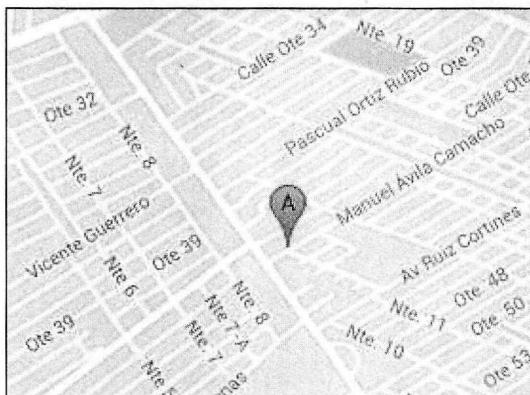 Nte. 19
Calle Ote 34
Ote 39
Pascual Ortiz Rubio
Calle Ote
Ote 32
Nte. 8
Manuel Ávila Camacho
Nte. 7
A
Vicente Guerrero
Ote 39
Av Ruiz Cortines
Nte 6
Nte. 8
Ote 48
Nte. 11
Ote. 50
Nte 7-A
Ote 39
Nte. 7
Nte. 10
Ote 53
nas